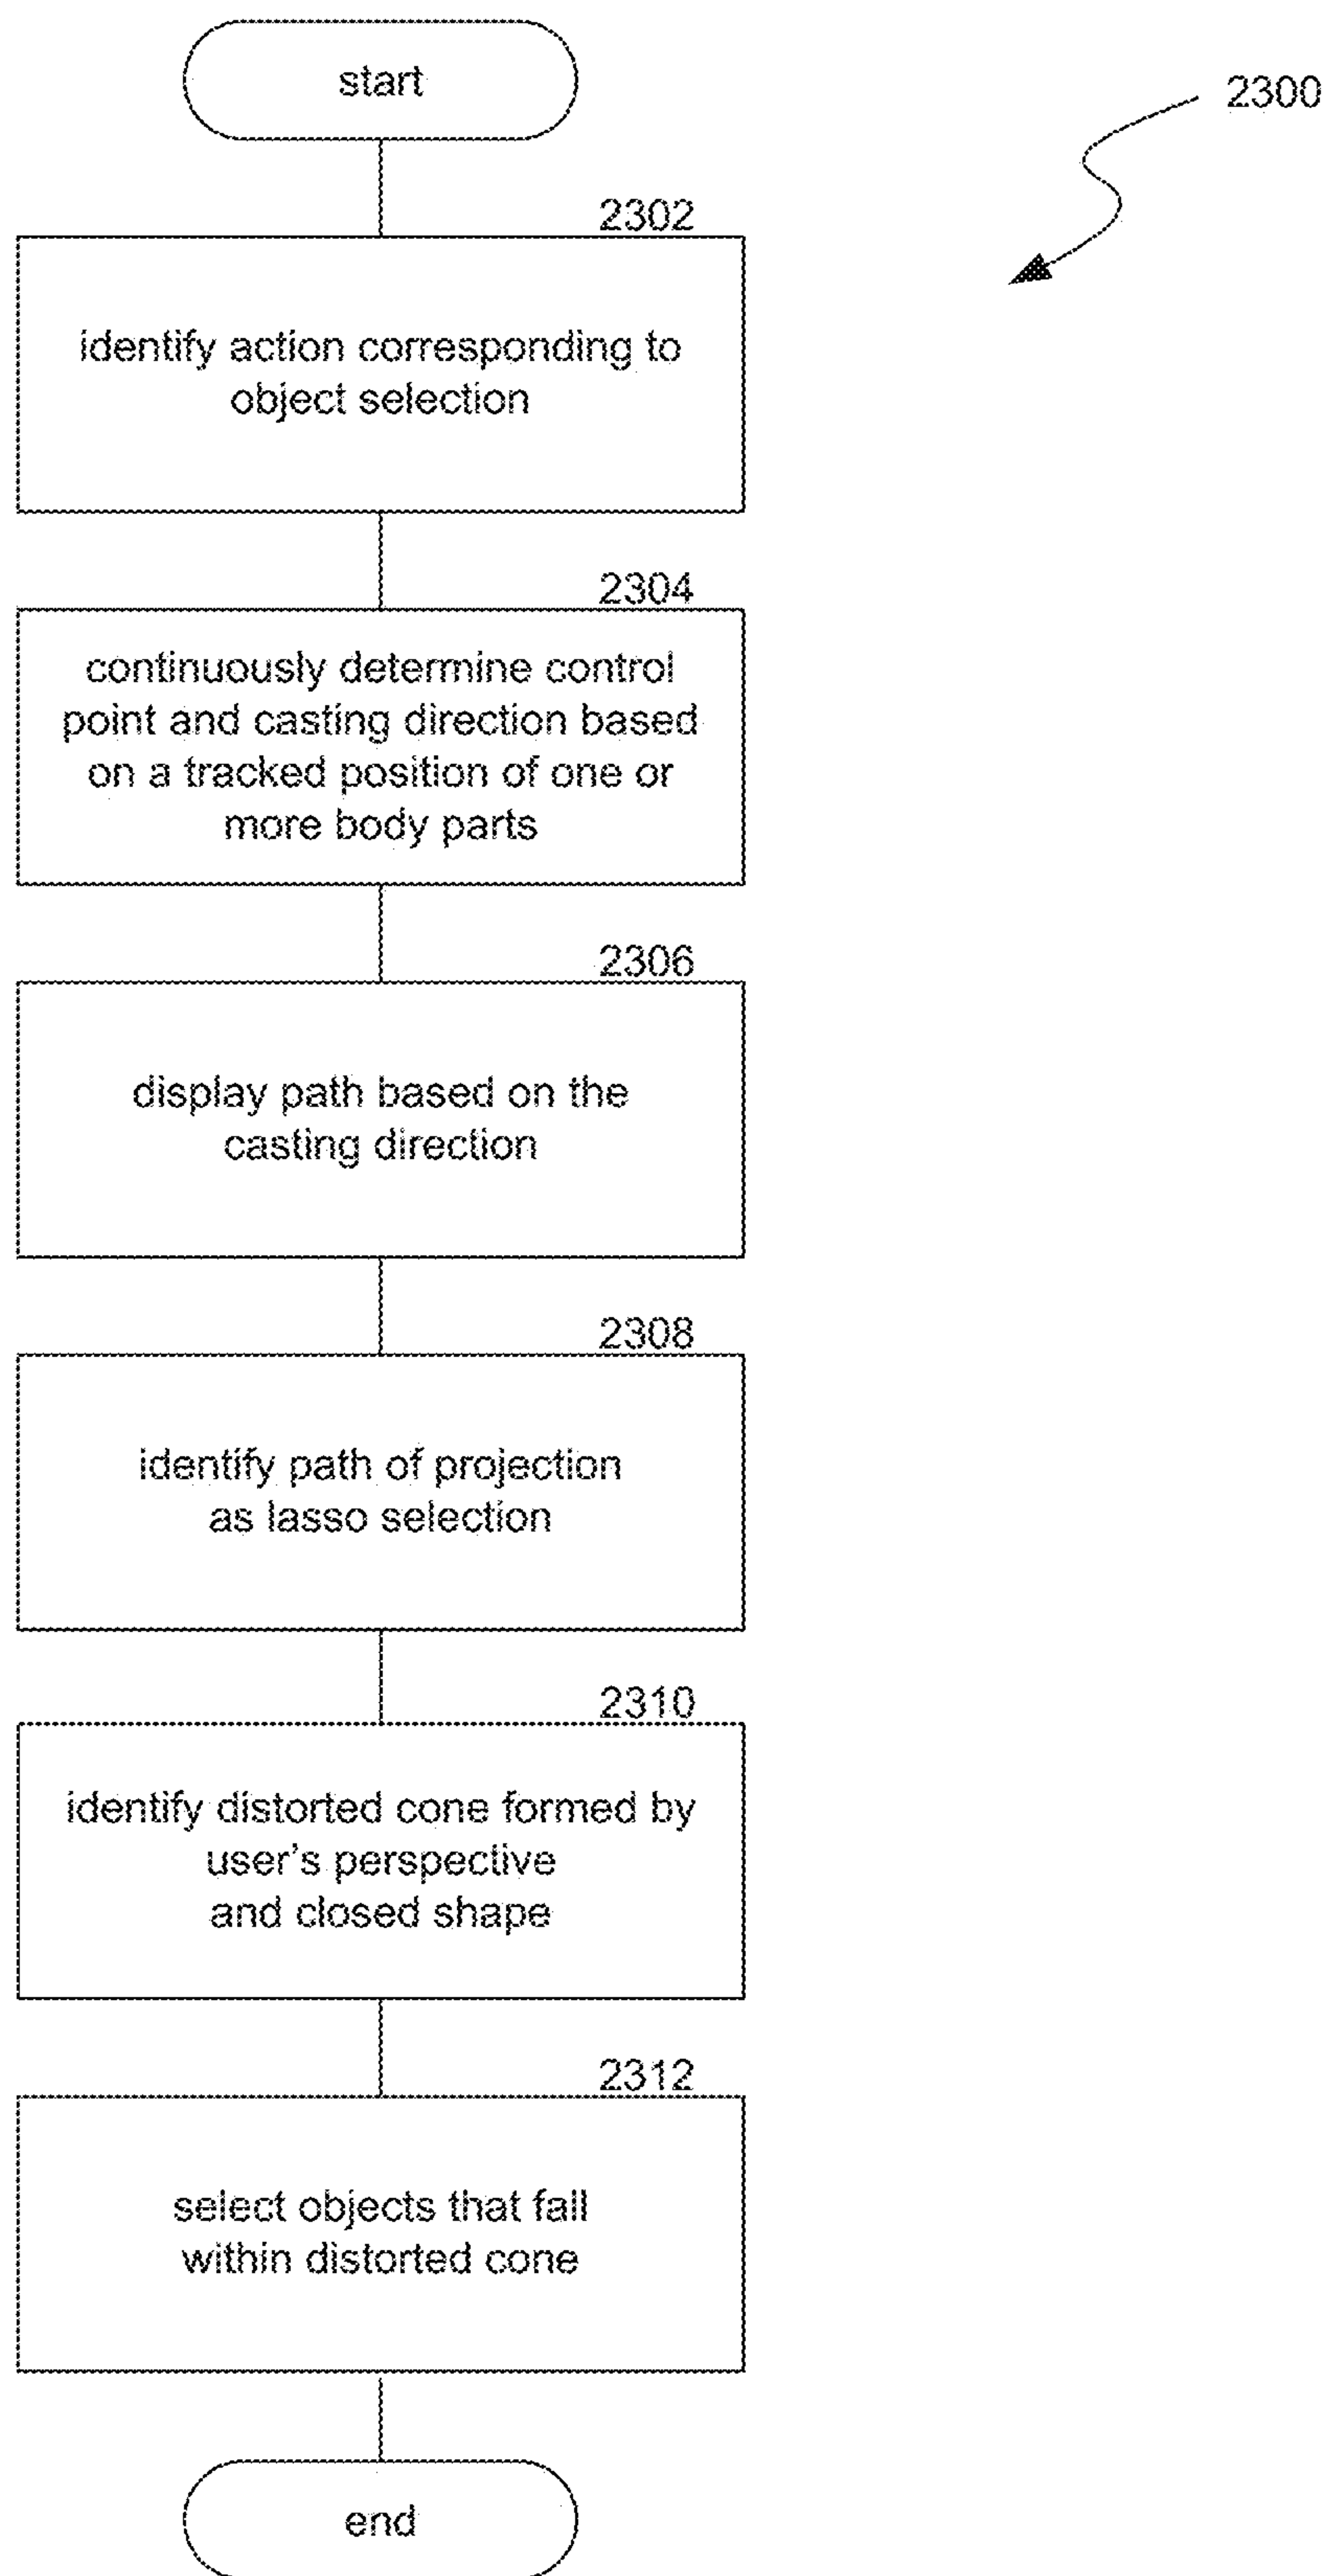 start
2300
2302
identify action corresponding to
object selection
2304
continuously determine control
point and casting direction based
on a tracked position of one or
more body parts
2306
display path based on the
casting direction
2308
identify path of projection
as lasso selection
2310
identify distorted cone formed by
user's perspective
and closed shape
2312
select objects that fall
within distorted cone
end